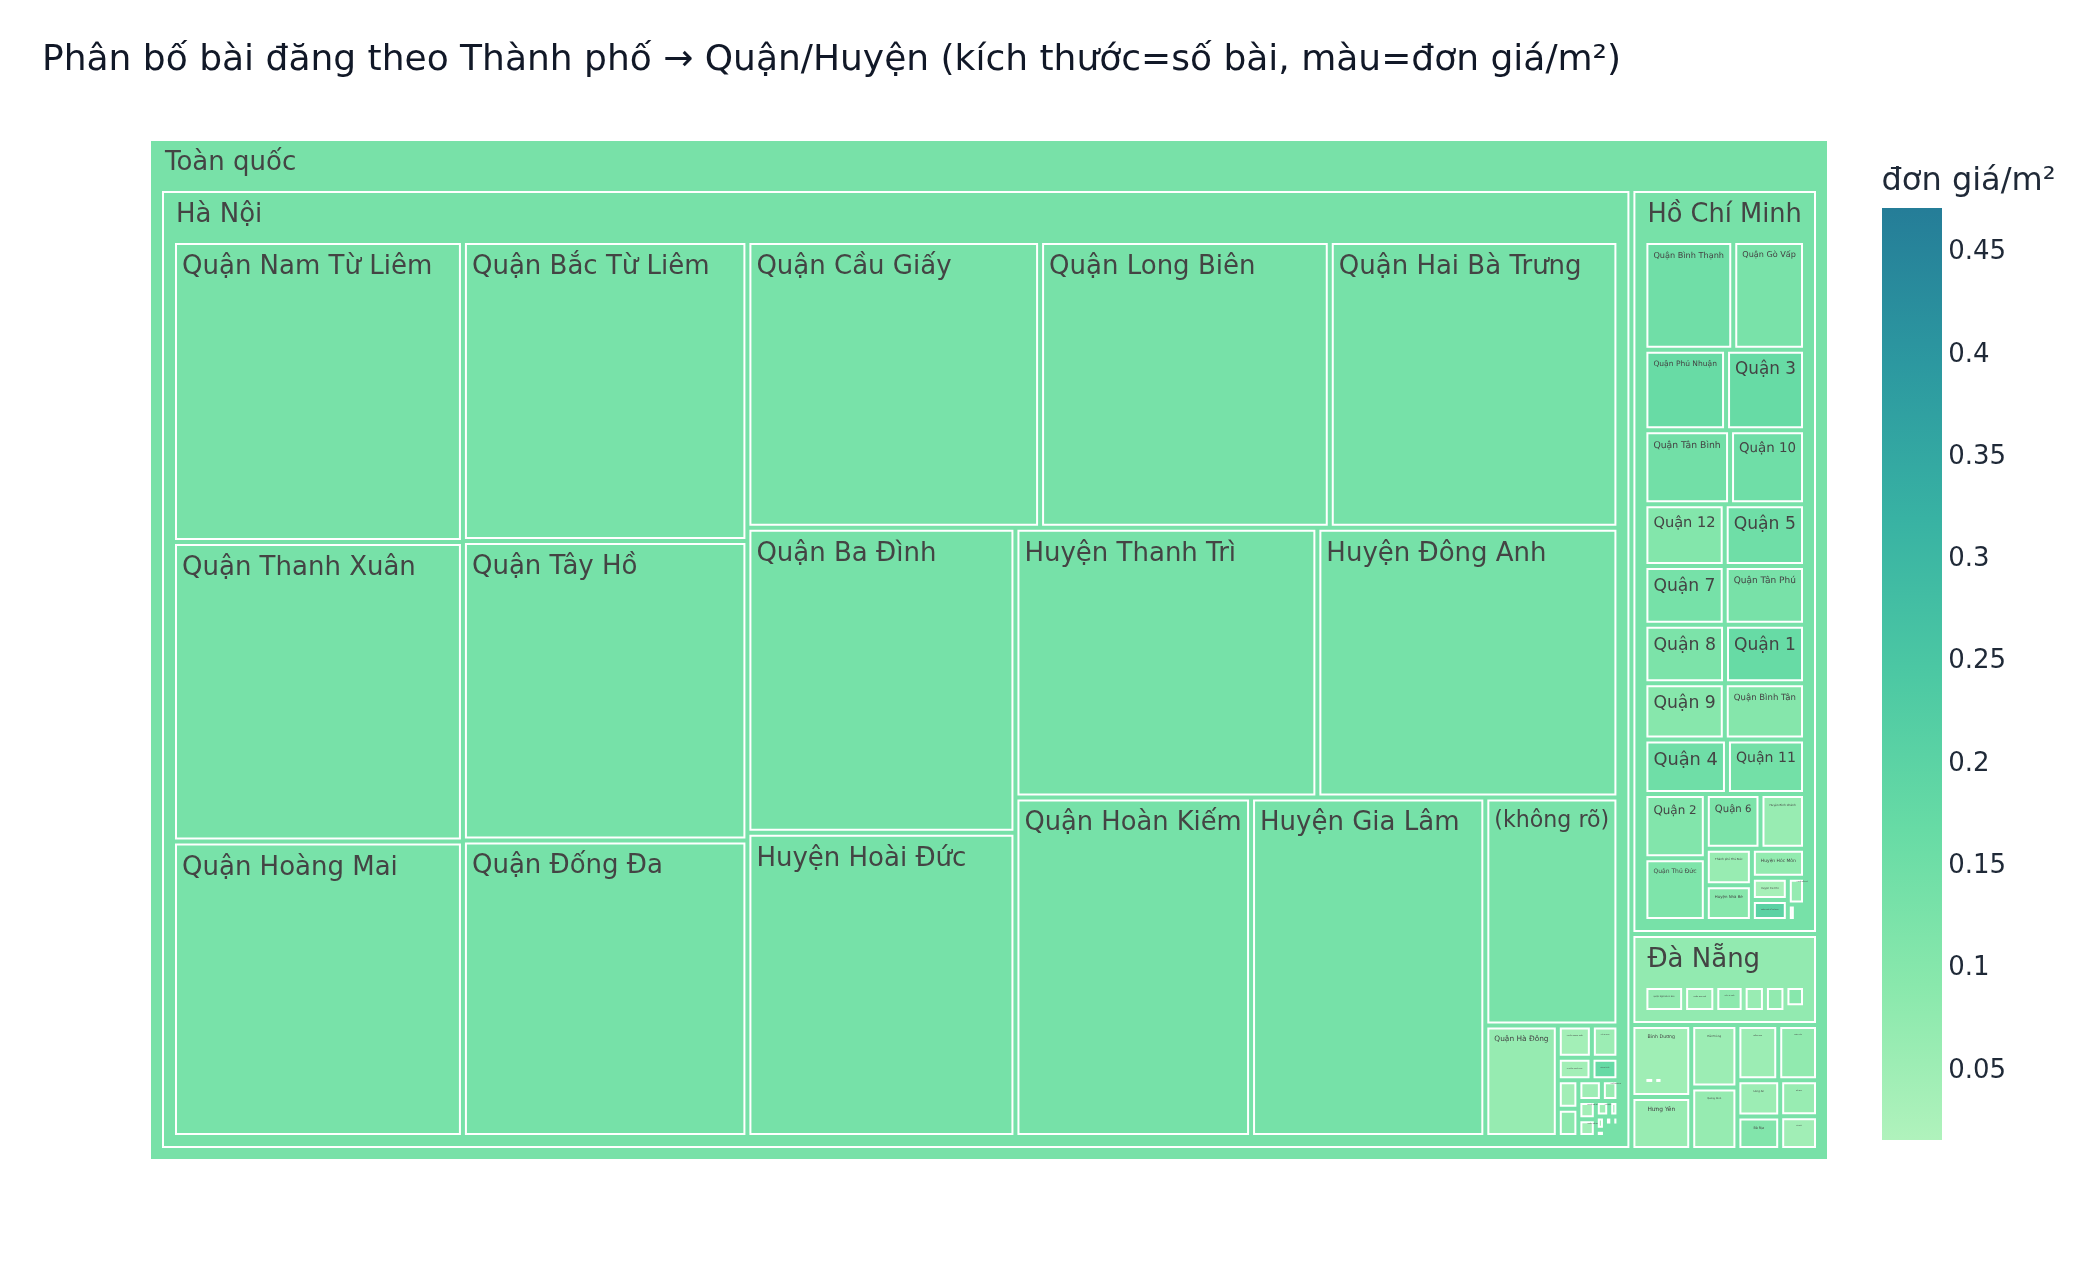 Phân bố bài đăng theo Thành phố → Quận/Huyện (kích thước=số bài, màu=đơn giá/m²)
Toàn quốc
Hà Nội
Quận Nam Từ Liêm
Quận Bắc Từ Liêm
Quận Cầu Giấy
Quận Long Biên
Quận Hai Bà Trưng
Quận Thanh Xuân
Quận Tây Hồ
Quận Ba Đình
Huyện Thanh Trì
Huyện Đông Anh
Quận Hoàng Mai
Quận Đống Đa
Huyện Hoài Đức
Quận Hoàn Kiếm
Huyện Gia Lâm
(không rõ)
Quận Hà Đông
Hồ Chí Minh
Quận Bình Thạnh
Quận Gò Vấp
Quận Phú Nhuận
Quận 3
Quận Tân Bình
Quận 10
Quận 12
Quận 5
Quận 7
Quận Tân Phú
Quận 8
Quận 1
Quận 9
Quận Bình Tân
Quận 4
Quận 11
Quận 2
Quận 6
Quận Thủ Đức
Huyện Hóc Môn
Huyện Nhà Bè
Đà Nẵng
Bình Dương
Hưng Yên
đơn giá/m²
0.45
0.4
0.35
0.3
0.25
0.2
0.15
0.1
0.05